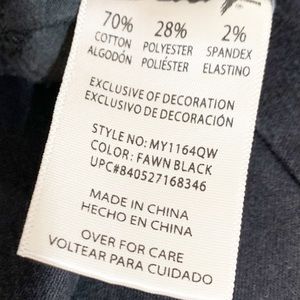 70% 28% 2%
COTTON POLYESTER SPANDEX
ALGODÓN POLIÉSTER ELASTINO
EXCLUSIVE OF DECORATION
EXCLUSIVO DE DECORACIÓN
STYLE NO: MY1164QW
COLOR: FAWN BLACK
UPC#840527168346
MADE IN CHINA
HECHO EN CHINA
OVER FOR CARE
VOLTEAR PARA CUIDADO